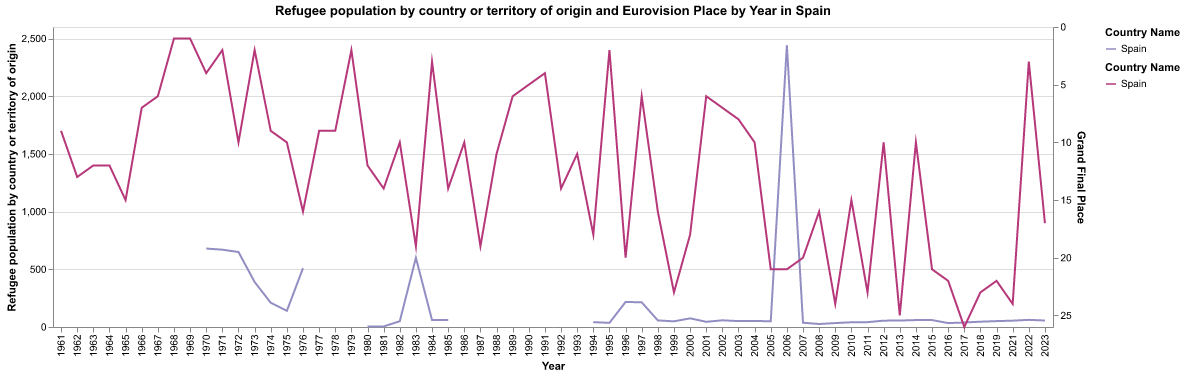 Refugee population by country or territory of origin and Eurovision Place by Year in Spain
Refugee population by country or territory of origin
2,500
2,000
1,500
1,000
500
0
0
5
10
15
20
25
Grand Final Place
1961 1962 1963 1964 1965 1966 1967 1968 1969 1970 1971 1972 1973 1974 1975 1976 1977 1978 1979 1980 1981 1982 1983 1984 1985 1986 1987 1988 1989 1990 1991 1992 1993 1994 1995 1996 1997 1998 1999 2000 2001 2002 2003 2004 2005 2006 2007 2008 2009 2010 2011 2012 2013 2014 2015 2016 2017 2018 2019 2021 2022 2023
Year
Country Name
Spain
Country Name
Spain